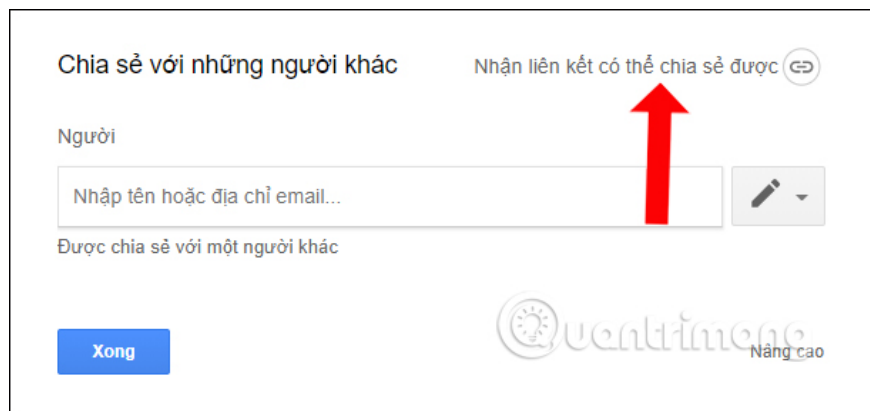 Chia sẻ với những người khác
Nhận liên kết có thể chia sẻ được
Người
Nhập tên hoặc địa chỉ email...
Được chia sẻ với một người khác
Quantrimang
Xong
Nâng cao